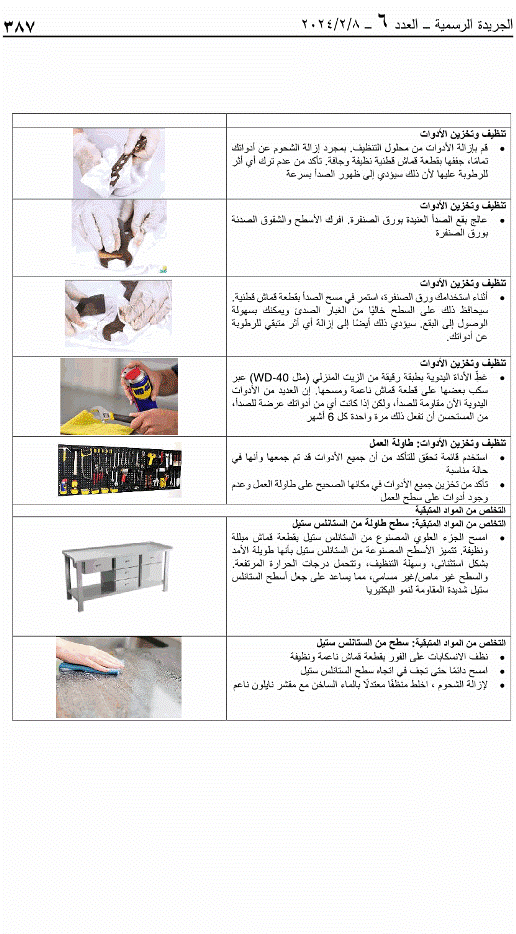 الجريدة الرسمية – العدد ٦ – ٢٠٢٤/٢/٨
٣٨٧
تنظيف وتخزين الأدوات
• قم بإزالة الأدوات من محلول التنظيف. بمجرد إزالة الشحوم عن أدواتك
تمامًا، جففها بقطعة قماش قطنية نظيفة وجافة. تأكد من عدم ترك أي أثر
للرطوبة عليها لأن ذلك سيؤدي إلى ظهور الصدأ بسرعة
تنظيف وتخزين الأدوات
• عالج بقع الصدأ العنيدة بورق الصنفرة. افرك الأسطح والشقوق الصدئة
بورق الصنفرة
تنظيف وتخزين الأدوات
• أثناء استخدامك ورق الصنفرة، استمر في مسح الصدأ بقطعة قماش قطنية.
سيحافظ ذلك على السطح خاليًا من الغبار الصدئ ويمكنك بسهولة
الوصول إلى البقع. سيؤدي ذلك أيضًا إلى إزالة أي أثر متبقي للرطوبة
عن أدواتك.
تنظيف وتخزين الأدوات
• غطّ الأداة اليدوية بطبقة رقيقة من الزيت المنزلي (مثل WD-40) عبر
سكب بعضها على قطعة قماش ناعمة ومسحها. إن العديد من الأدوات
اليدوية الآن مقاومة للصدأ، ولكن إذا كانت أي من أدواتك عرضة للصدأ،
من المستحسن أن تفعل ذلك مرة واحدة كل 6 أشهر
تنظيف وتخزين الأدوات: طاولة العمل
• استخدم قائمة تحقق للتأكد من أن جميع الأدوات قد تم جمعها وأنها في
حالة مناسبة
• تأكد من تخزين جميع الأدوات في مكانها الصحيح على طاولة العمل وعدم
وجود أدوات على سطح العمل
التخلص من المواد المتبقية
التخلص من المواد المتبقية: سطح طاولة من الستانلس ستيل
• امسح الجزء العلوي المصنوع من الستانلس ستيل بقطعة قماش مبللة
ونظيفة. تتميز الأسطح المصنوعة من الستانلس ستيل بأنها طويلة الأمد
بشكل استثنائي، وسهلة التنظيف، وتتحمل درجات الحرارة المرتفعة.
والسطح غير ماص/غير مسامي، مما يساعد على جعل أسطح الستانلس
ستيل شديدة المقاومة لنمو البكتيريا
التخلص من المواد المتبقية: سطح من الستانلس ستيل
• نظف الانسكابات على الفور بقطعة قماش ناعمة ونظيفة
• امسح دائمًا حتى تجف في اتجاه سطح الستانلس ستيل
• لإزالة الشحوم ، اخلط منظفًا معتدلًا بالماء الساخن مع مقشر نايلون ناعم